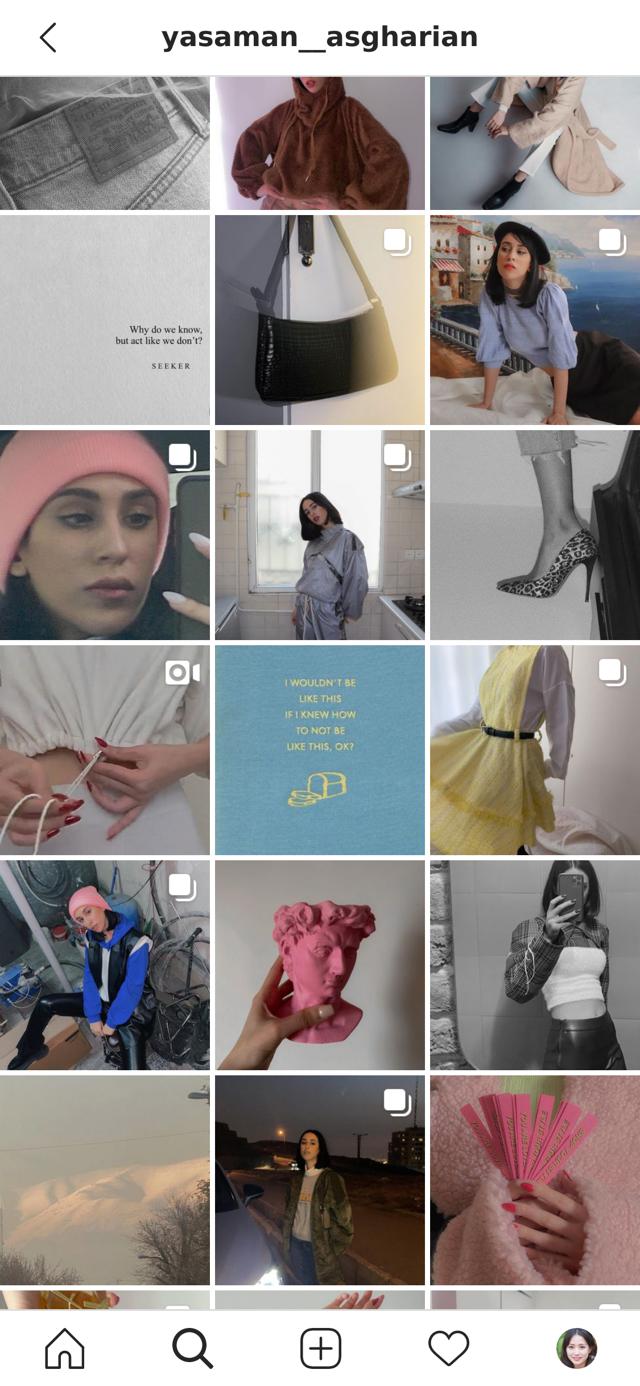 yasaman__asgharian
Why do we know,
but act like we don't?
SEEKER
I WOULDN'T BE
LIKE THIS
IF I KNEW HOW
TO NOT BE
LIKE THIS, OK?